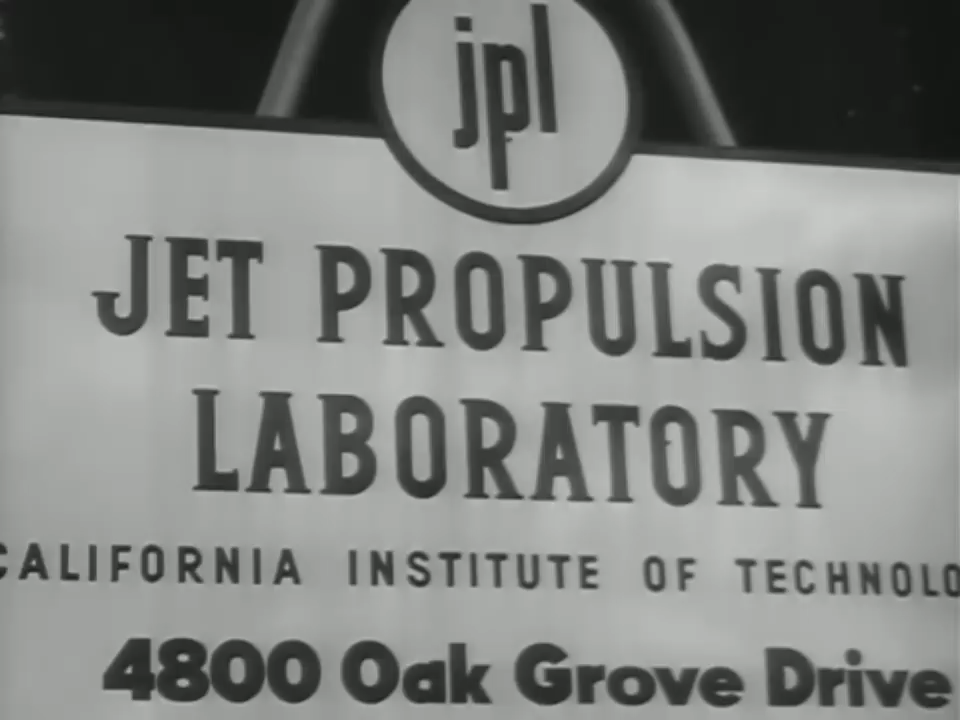 jpl
JET PROPULSION
LABORATORY
CALIFORNIA INSTITUTE OF TECHNOLO
4800 Oak Grove Drive